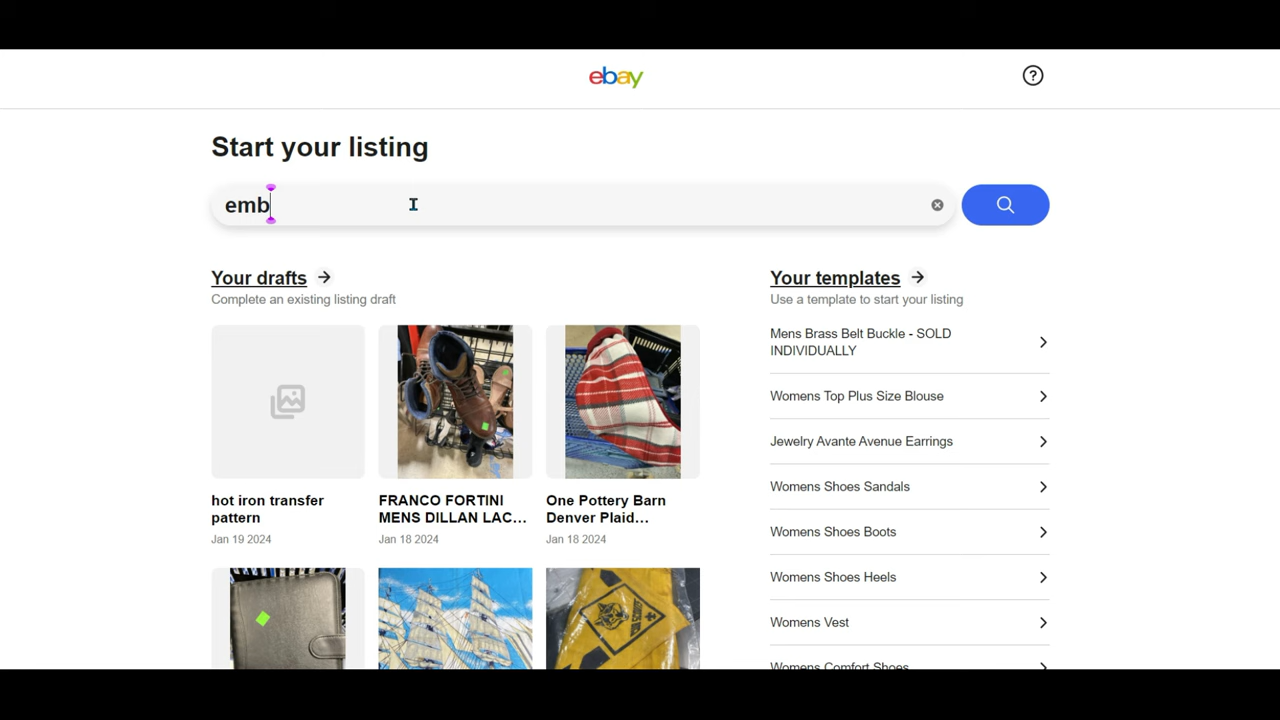 ebay
Start your listing
emb
Your drafts
Complete an existing listing draft
hot iron transfer
pattern
Jan 19 2024
FRANCO FORTINI
MENS DILLAN LAC...
Jan 18 2024
One Pottery Barn
Denver Plaid...
Jan 18 2024
Your templates
Use a template to start your listing
Mens Brass Belt Buckle - SOLD
INDIVIDUALLY
Womens Top Plus Size Blouse
Jewelry Avante Avenue Earrings
Womens Shoes Sandals
Womens Shoes Boots
Womens Shoes Heels
Womens Vest
Womens Comfort Shoes